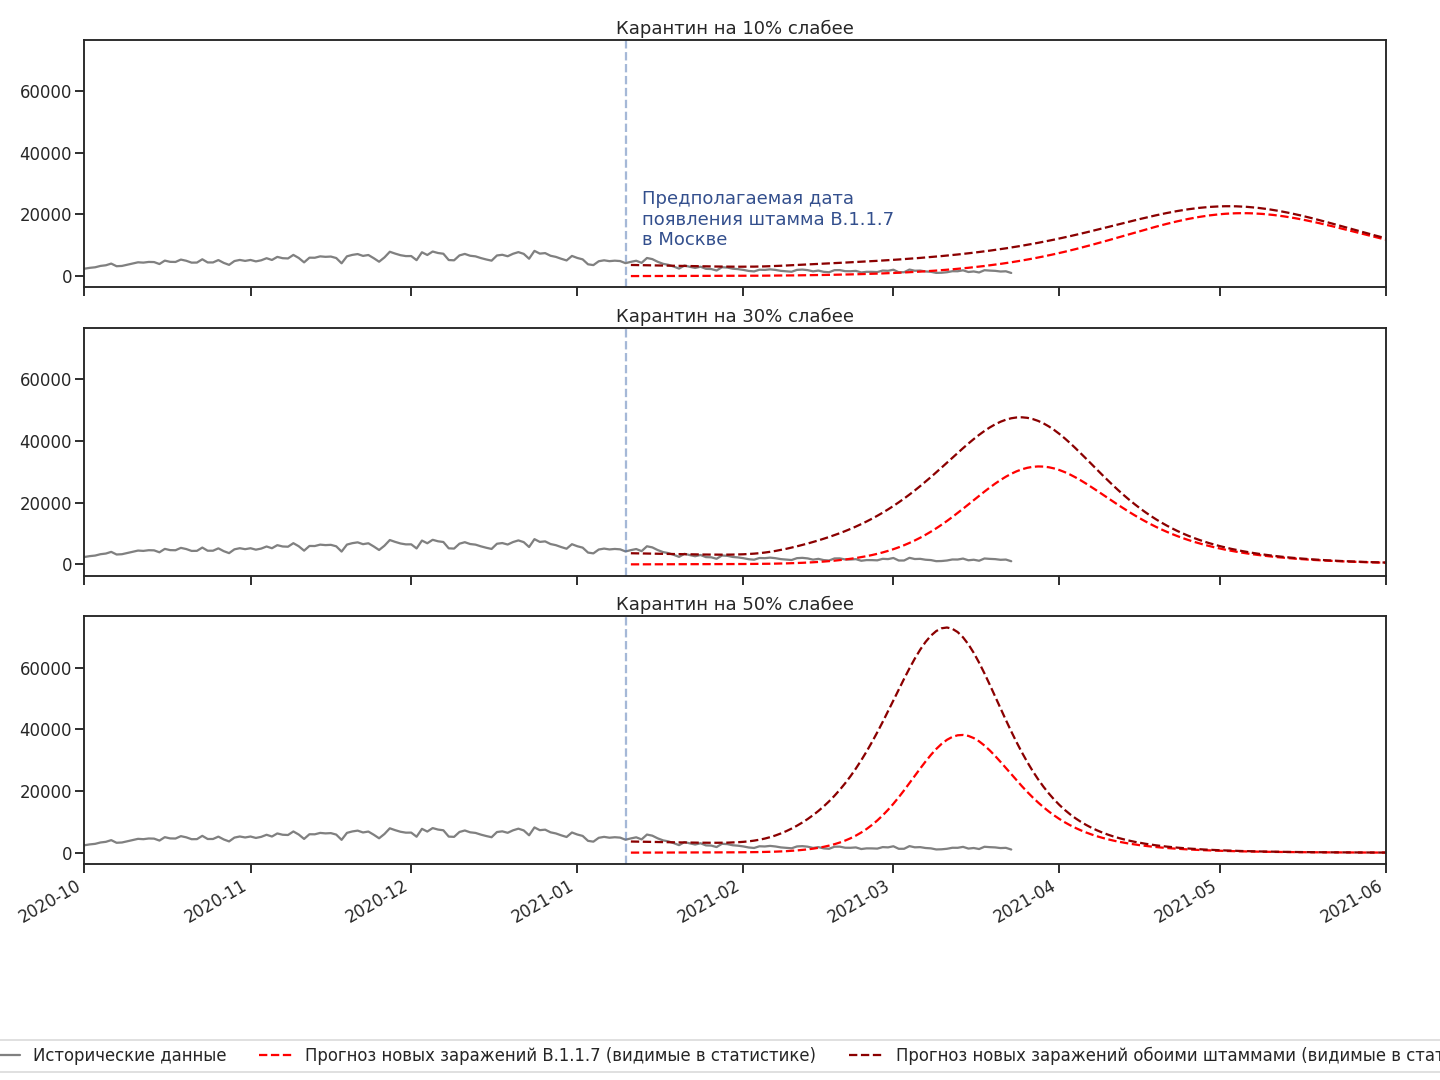 Карантин на 10% слабее
60000
40000
20000
0
Предполагаемая дата
появления штамма B.1.1.7
в Москве
Карантин на 30% слабее
60000
40000
20000
0
Карантин на 50% слабее
60000
40000
20000
0
2020-10 2020-11 2020-12 2021-01 2021-02 2021-03 2021-04 2021-05 2021-06
Исторические данные Прогноз новых заражений B.1.1.7 (видимые в статистике) Прогноз новых заражений обоими штаммами (видимые в стат